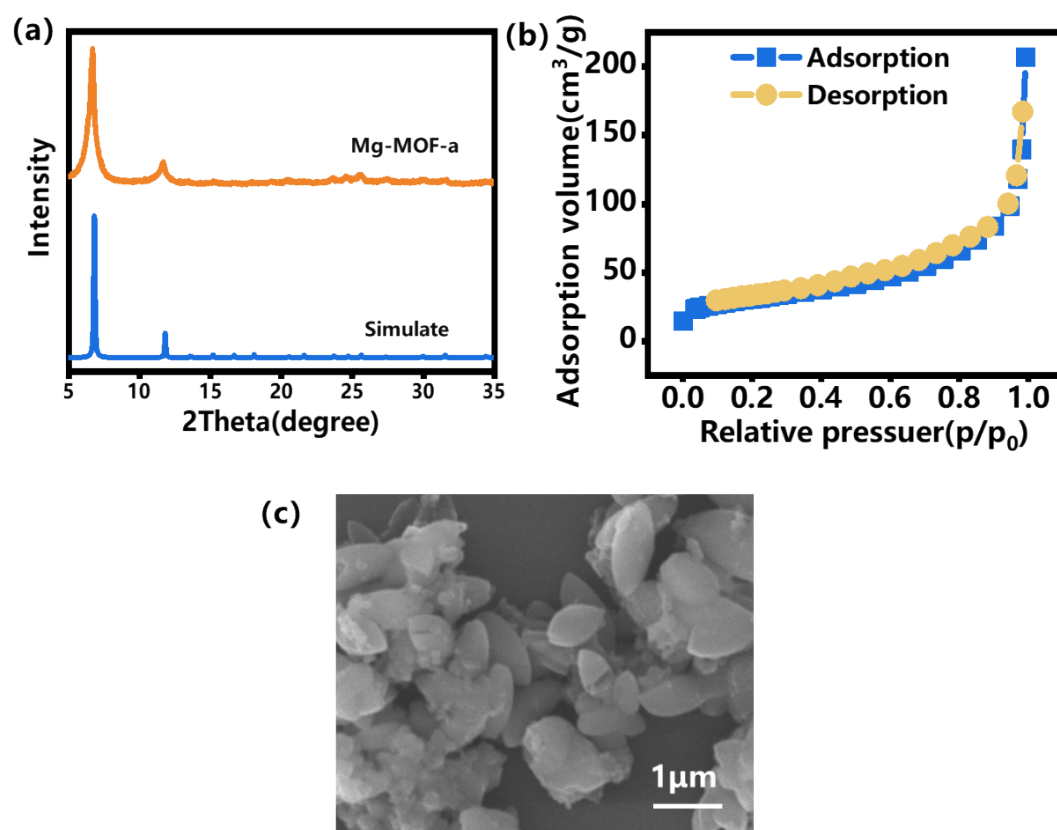 (a)
Intensity
Mg-MOF-a
Simulate
5 10 15 20 25 30 35
2Theta(degree)
(b)
Adsorption volume(cm³/g)
Adsorption
Desorption
200
150
100
50
0
0.0 0.2 0.4 0.6 0.8 1.0
Relative pressuer(p/p₀)
(c)
1μm